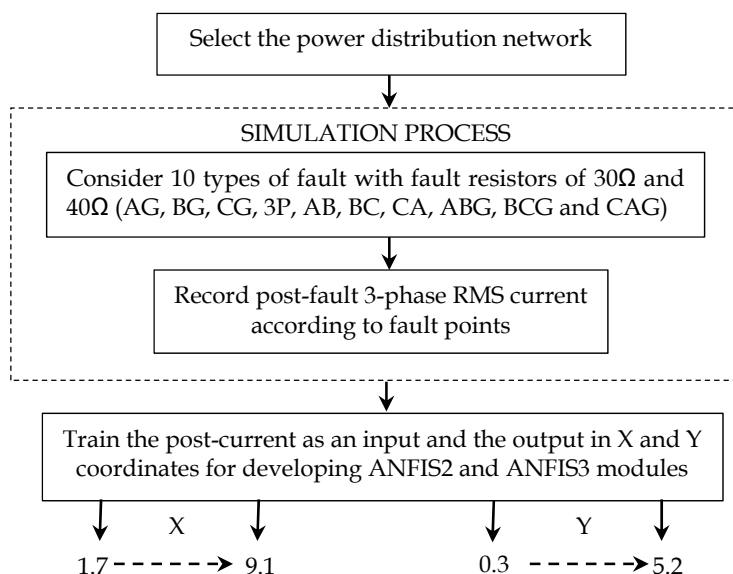 Select the power distribution network
SIMULATION PROCESS
Consider 10 types of fault with fault resistors of 30Ω and
40Ω (AG, BG, CG, 3P, AB, BC, CA, ABG, BCG and CAG)
Record post-fault 3-phase RMS current
according to fault points
Train the post-current as an input and the output in X and Y
coordinates for developing ANFIS2 and ANFIS3 modules
X Y
1.7 9.1 0.3 5.2